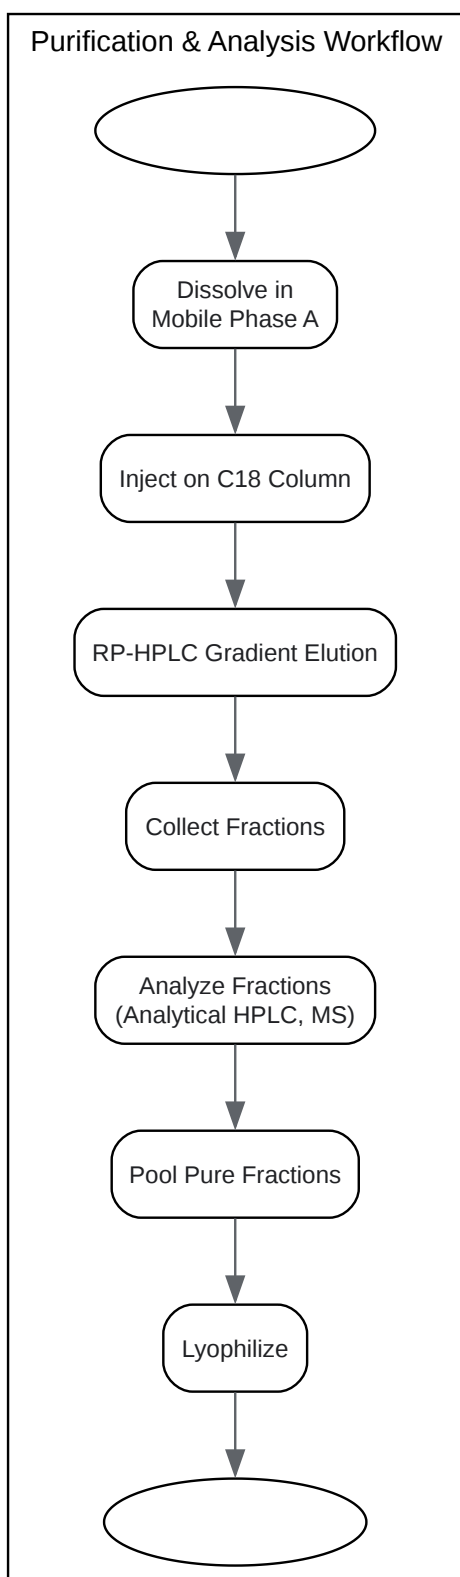 Purification & Analysis Workflow
Dissolve in
Mobile Phase A
Inject on C18 Column
RP-HPLC Gradient Elution
Collect Fractions
Analyze Fractions
(Analytical HPLC, MS)
Pool Pure Fractions
Lyophilize